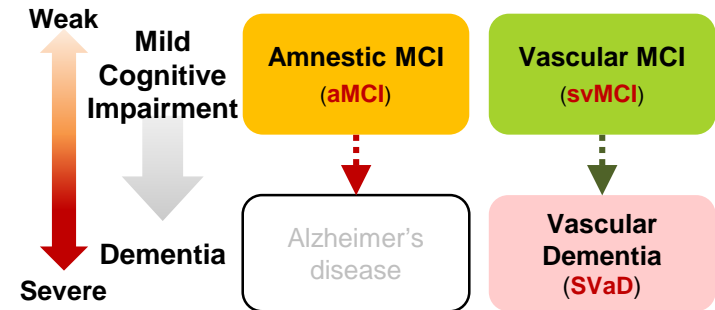 Weak
Mild
Cognitive
Impairment
Amnestic MCI
(aMCI)
Vascular MCI
(svMCI)
Dementia
Severe
Alzheimer's
disease
Vascular
Dementia
(SVaD)